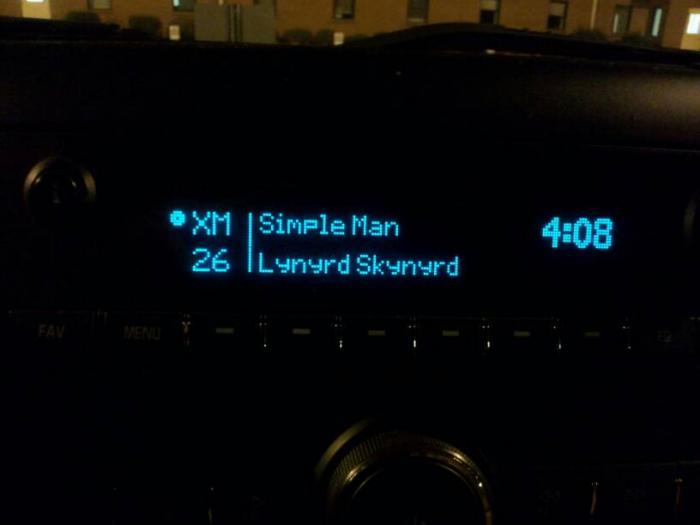 XM Simple Man 4:08
26 Lynyrd Skynyrd
FAV MENU